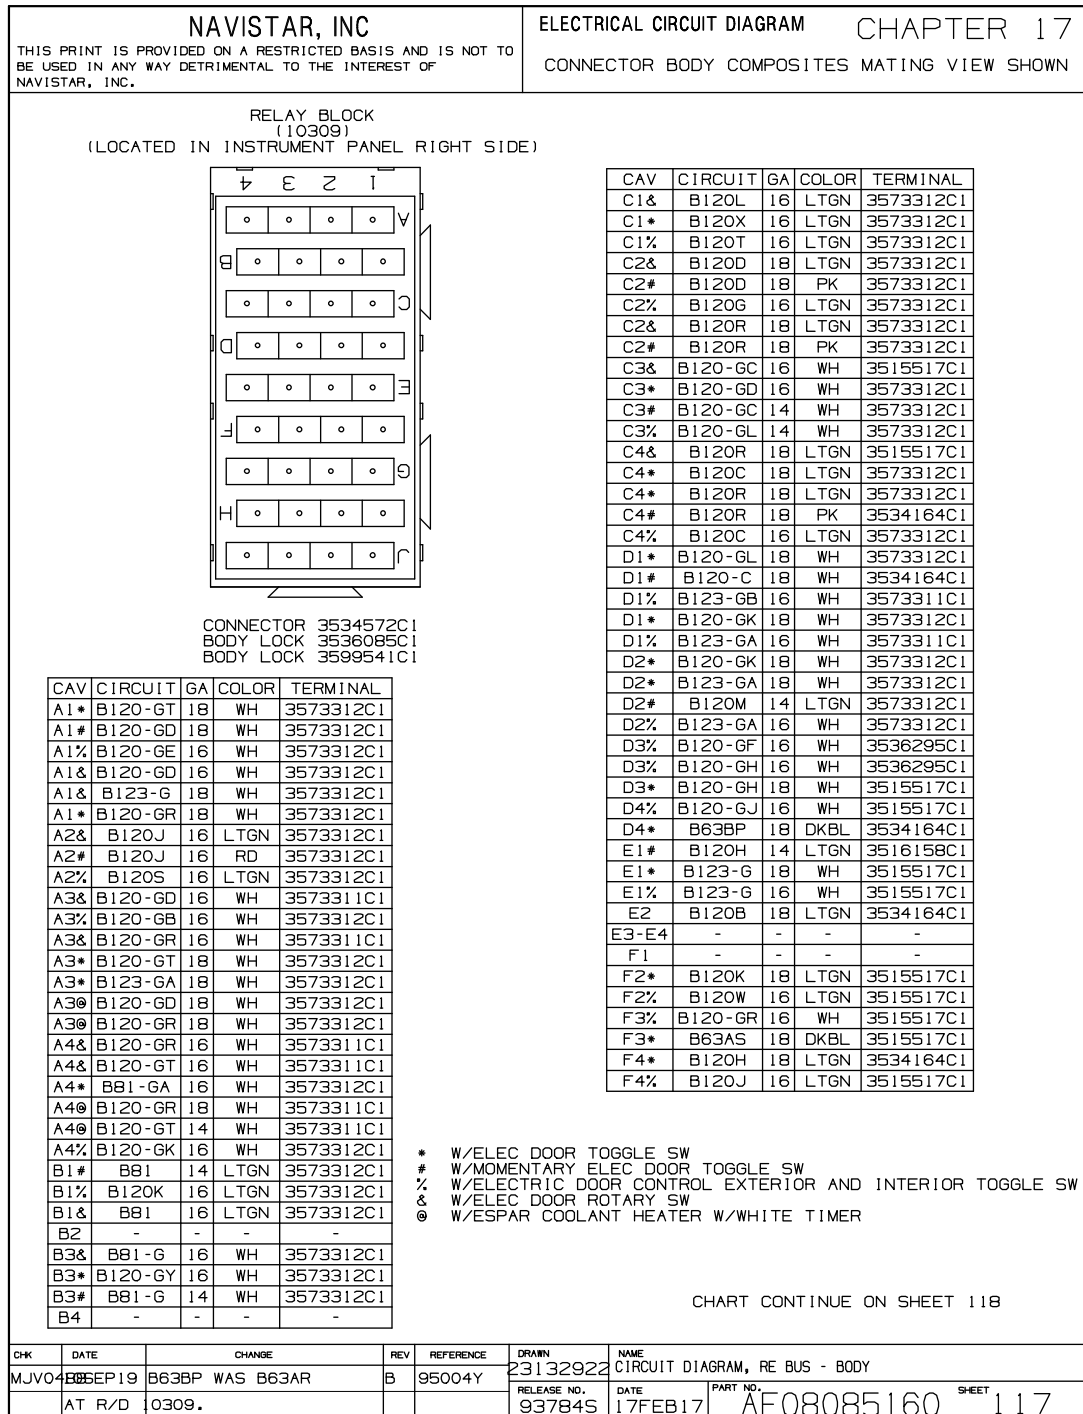 NAVISTAR, INC
THIS PRINT IS PROVIDED ON A RESTRICTED BASIS AND IS NOT TO
BE USED IN ANY WAY DETRIMENTAL TO THE INTEREST OF
NAVISTAR, INC.
ELECTRICAL CIRCUIT DIAGRAM CHAPTER 17
CONNECTOR BODY COMPOSITES MATING VIEW SHOWN
RELAY BLOCK
(10309)
(LOCATED IN INSTRUMENT PANEL RIGHT SIDE)
4 3 2 1
A
B
C
D
E
F
G
H
J
CONNECTOR 3534572C1
BODY LOCK 3536085C1
BODY LOCK 3599541C1
CAV CIRCUIT GA COLOR TERMINAL
A1* B120-GT 18 WH 3573312C1
A1# B120-GD 18 WH 3573312C1
A1% B120-GE 16 WH 3573312C1
A1& B120-GD 16 WH 3573312C1
A1& B123-G 18 WH 3573312C1
A1* B120-GR 18 WH 3573312C1
A2& B120J 16 LTGN 3573312C1
A2# B120J 16 RD 3573312C1
A2% B120S 16 LTGN 3573312C1
A3& B120-GD 16 WH 3573311C1
A3% B120-GB 16 WH 3573312C1
A3& B120-GR 16 WH 3573311C1
A3* B120-GT 18 WH 3573312C1
A3* B123-GA 18 WH 3573312C1
A3@ B120-GD 18 WH 3573312C1
A3@ B120-GR 18 WH 3573312C1
A4& B120-GR 16 WH 3573311C1
A4& B120-GT 18 WH 3573311C1
A4* B81-GA 16 WH 3573312C1
A4@ B120-GR 18 WH 3573311C1
A4@ B120-GT 14 WH 3573311C1
A4% B120-GK 16 WH 3573312C1
B1# B81 14 LTGN 3573312C1
B1% B120K 16 LTGN 3573312C1
B1& B81 16 LTGN 3573312C1
B2 - - - -
B3& B81-G 16 WH 3573312C1
B3* B120-GY 16 WH 3573312C1
B3# B81-G 14 WH 3573312C1
B4 - - - -
CAV CIRCUIT GA COLOR TERMINAL
C1& B120L 16 LTGN 3573312C1
C1* B120X 16 LTGN 3573312C1
C1% B120T 16 LTGN 3573312C1
C2& B120D 18 LTGN 3573312C1
C2# B120D 18 PK 3573312C1
C2% B120G 16 LTGN 3573312C1
C2& B120R 18 LTGN 3573312C1
C2# B120R 18 PK 3573312C1
C3& B120-GC 16 WH 3515517C1
C3* B120-GD 16 WH 3573312C1
C3# B120-GC 14 WH 3573312C1
C3% B120-GL 14 WH 3573312C1
C4& B120R 18 LTGN 3515517C1
C4* B120C 16 LTGN 3573312C1
C4* B120R 18 LTGN 3573312C1
C4# B120R 18 PK 3534164C1
C4% B120C 16 LTGN 3573312C1
D1* B120-GL 18 WH 3573312C1
D1# B120-C 18 WH 3534164C1
D1% B123-GB 16 WH 3573311C1
D1* B120-GK 18 WH 3573312C1
D1% B123-GA 16 WH 3573311C1
D2* B120-GK 18 WH 3573312C1
D2* B123-GA 18 WH 3573312C1
D2# B120M 14 LTGN 3573312C1
D2% B123-GA 16 WH 3573312C1
D3% B120-GF 16 WH 3536295C1
D3% B120-GH 16 WH 3536295C1
D3* B120-GH 18 WH 3515517C1
D4% B120-GJ 16 WH 3515517C1
D4* B63BP 18 DKBL 3534164C1
E1# B120H 14 LTGN 3516158C1
E1* B123-G 18 WH 3515517C1
E1% B123-G 16 WH 3515517C1
E2 B120B 18 LTGN 3534164C1
E3-E4 - - - -
F1 - - - -
F2* B120K 18 LTGN 3515517C1
F2% B120W 16 LTGN 3515517C1
F3% B120-GR 16 WH 3515517C1
F3* B63AS 18 DKBL 3515517C1
F4* B120H 18 LTGN 3534164C1
F4% B120J 16 LTGN 3515517C1
* W/ELEC DOOR TOGGLE SW
# W/MOMENTARY ELEC DOOR TOGGLE SW
% W/ELECTRIC DOOR CONTROL EXTERIOR AND INTERIOR TOGGLE SW
& W/ELEC DOOR ROTARY SW
@ W/ESPAR COOLANT HEATER W/WHITE TIMER
CHART CONTINUE ON SHEET 118
CHK DATE CHANGE REV REFERENCE
SEP19 B63BP WAS B63AR B 95004Y
AT R/D 10309.
DRAWN
23132922
NAME
CIRCUIT DIAGRAM, RE BUS - BODY
RELEASE NO.
93784S
DATE
17FEB17
PART NO.
AF08085160
SHEET
117